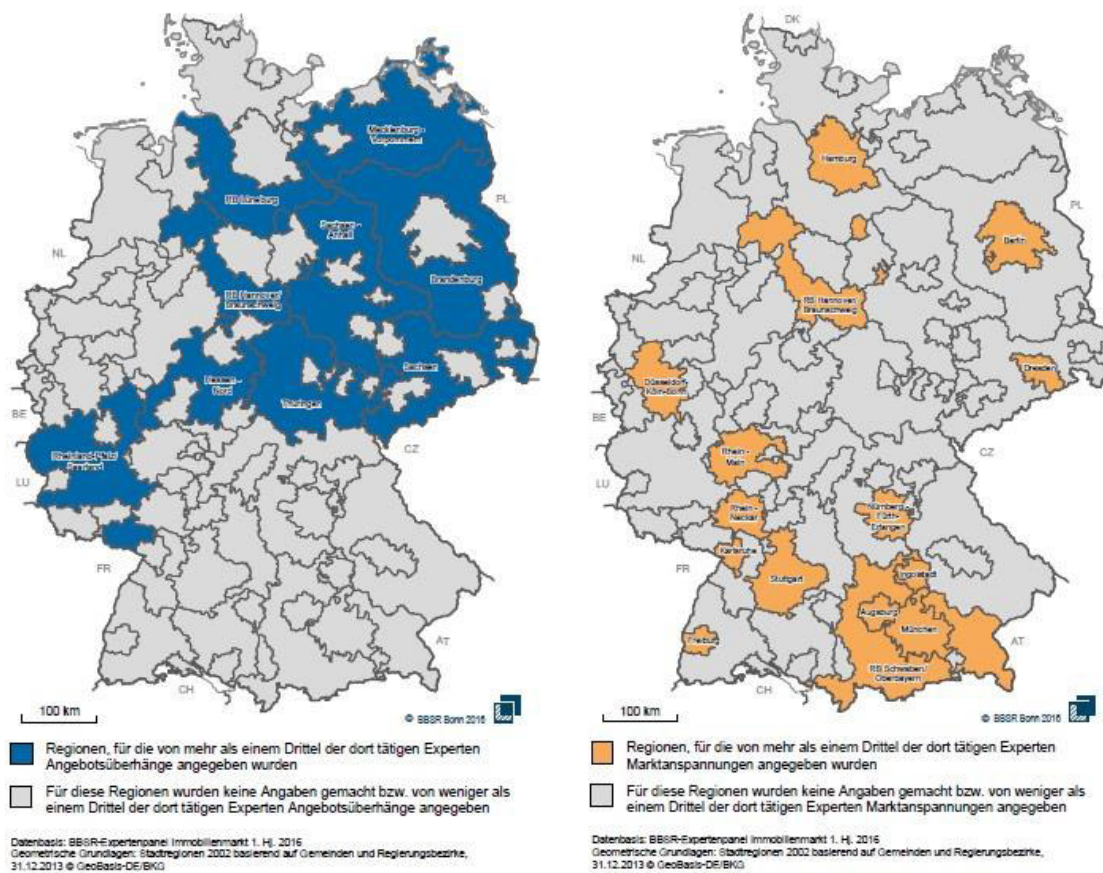 Mecklenburg -
Vorpommern
RB Lüneburg
PL
Sachsen -
Anhalt
NL
Brandenburg
RB Hannover/
Braunschweig
Sachsen
Hessen -
Nord
Thüringen
BE
Rheinland-Pfalz/
Saarland
CZ
LU
FR
AT
CH
100 km
© BBSR Bonn 2016
Regionen, für die von mehr als einem Drittel der dort tätigen Experten
Angebotsüberhänge angegeben wurden
Für diese Regionen wurden keine Angaben gemacht bzw. von weniger als
einem Drittel der dort tätigen Experten Angebotsüberhänge angegeben
Datenbasis: BBSR-Expertenpanel Immobilienmarkt 1. Hj. 2016
Geometrische Grundlagen: Stadtregionen 2002 basierend auf Gemeinden und Regierungsbezirke,
31.12.2013 © GeoBasis-DE/BKG
DK
Hamburg
PL
Berlin
NL
RB Hannover/
Braunschweig
Dresden
Düsseldorf
Köln-Bonn
BE
CZ
Rhein -
Main
LU
Rhein -
Neckar
Nürnberg
Fürth-
Erlangen
Karlsruhe
FR
Stuttgart
Ingolstadt
Augsburg
München
Freiburg
AT
RB Schwaben/
Oberbayern
CH
100 km
© BBSR Bonn 2016
Regionen, für die von mehr als einem Drittel der dort tätigen Experten
Marktanspannungen angegeben wurden
Für diese Regionen wurden keine Angaben gemacht bzw. von weniger als
einem Drittel der dort tätigen Experten Marktanspannungen angegeben
Datenbasis: BBSR-Expertenpanel Immobilienmarkt 1. Hj. 2016
Geometrische Grundlagen: Stadtregionen 2002 basierend auf Gemeinden und Regierungsbezirke,
31.12.2013 © GeoBasis-DE/BKG